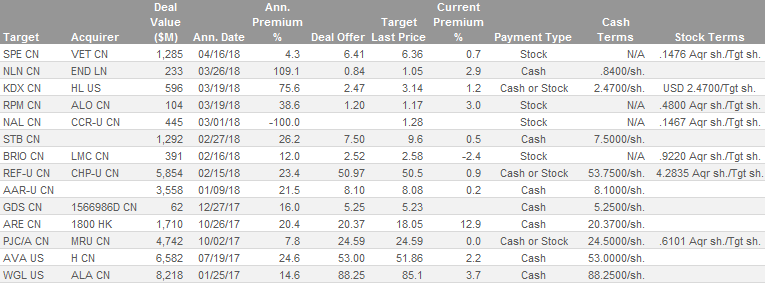 Deal Ann. Target Current
Value Premium Last Price Premium Cash
Target Acquirer ($M) Ann. Date % Deal Offer % Payment Type Terms Stock Terms
SPE CN VET CN 1,285 04/16/18 4.3 6.41 6.36 0.7 Stock N/A .1476 Aqr sh./Tgt sh.
NLN CN END LN 233 03/26/18 109.1 0.84 1.05 2.9 Cash .8400/sh.
KDX CN HL US 596 03/19/18 75.6 2.47 3.14 1.2 Cash or Stock 2.4700/sh. USD 2.4700/Tgt sh.
RPM CN ALO CN 104 03/19/18 38.6 1.20 1.17 3.0 Stock N/A .4800 Aqr sh./Tgt sh.
NAL CN CCR-U CN 445 03/01/18 -100.0 1.28 Stock N/A .1467 Aqr sh./Tgt sh.
STB CN 1,292 02/27/18 26.2 7.50 9.6 0.5 Cash 7.5000/sh.
BRIO CN LMC CN 391 02/16/18 12.0 2.52 2.58 -2.4 Stock N/A .9220 Aqr sh./Tgt sh.
REF-U CN CHP-U CN 5,854 02/15/18 23.4 50.97 50.5 0.9 Cash or Stock 53.7500/sh. 4.2835 Aqr sh./Tgt sh.
AAR-U CN 3,558 01/09/18 21.5 8.10 8.08 0.2 Cash 8.1000/sh.
GDS CN 1566986D CN 62 12/27/17 16.0 5.25 5.23 Cash 5.2500/sh.
ARE CN 1800 HK 1,710 10/26/17 20.4 20.37 18.05 12.9 Cash 20.3700/sh.
PJC/A CN MRU CN 4,742 10/02/17 7.8 24.59 24.59 0.0 Cash or Stock 24.5000/sh. .6101 Aqr sh./Tgt sh.
AVA US H CN 6,582 07/19/17 24.6 53.00 51.86 2.2 Cash 53.0000/sh.
WGL US ALA CN 8,218 01/25/17 14.6 88.25 85.1 3.7 Cash 88.2500/sh.